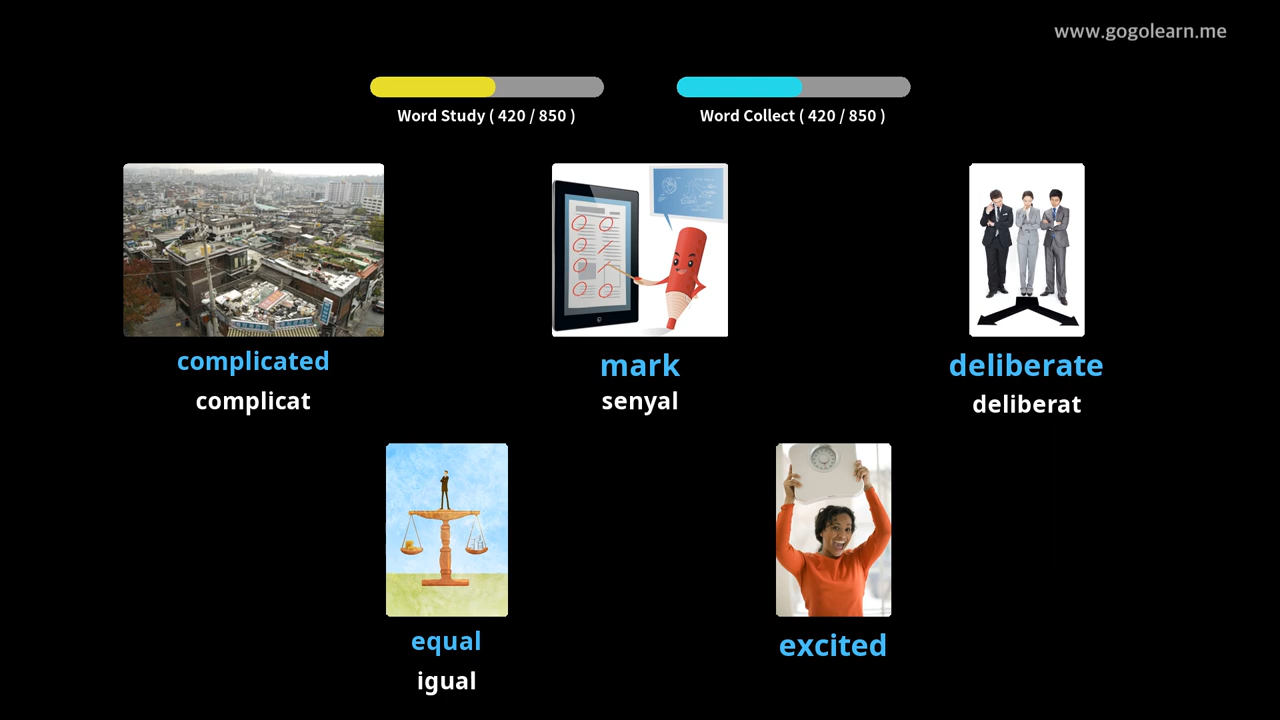 www.gogolearn.me
Word Study ( 420 / 850 )
Word Collect ( 420 / 850 )
complicated
complicat
mark
senyal
deliberate
deliberat
equal
igual
excited